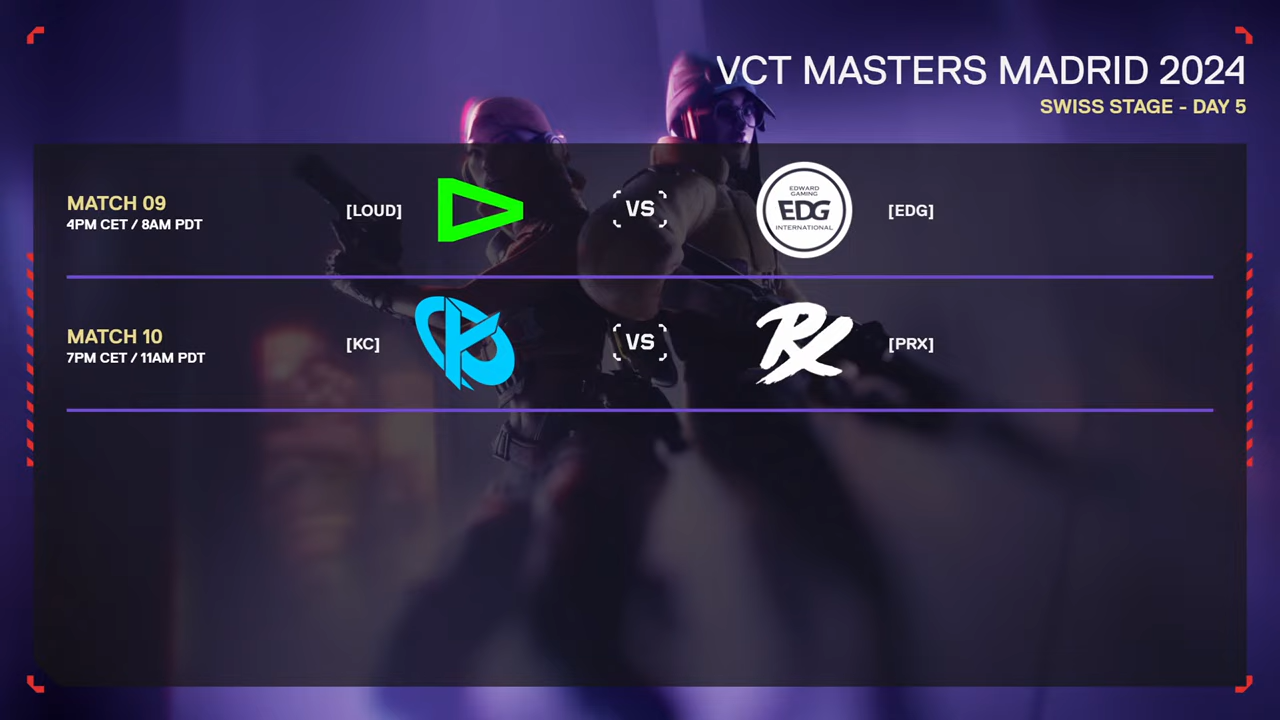 VCT MASTERS MADRID 2024
SWISS STAGE - DAY 5
MATCH 09
4PM CET / 8AM PDT
[LOUD]
VS
EDWARD
GAMING
EDG
INTERNATIONAL
[EDG]
MATCH 10
7PM CET / 11AM PDT
[KC]
VS
[PRX]